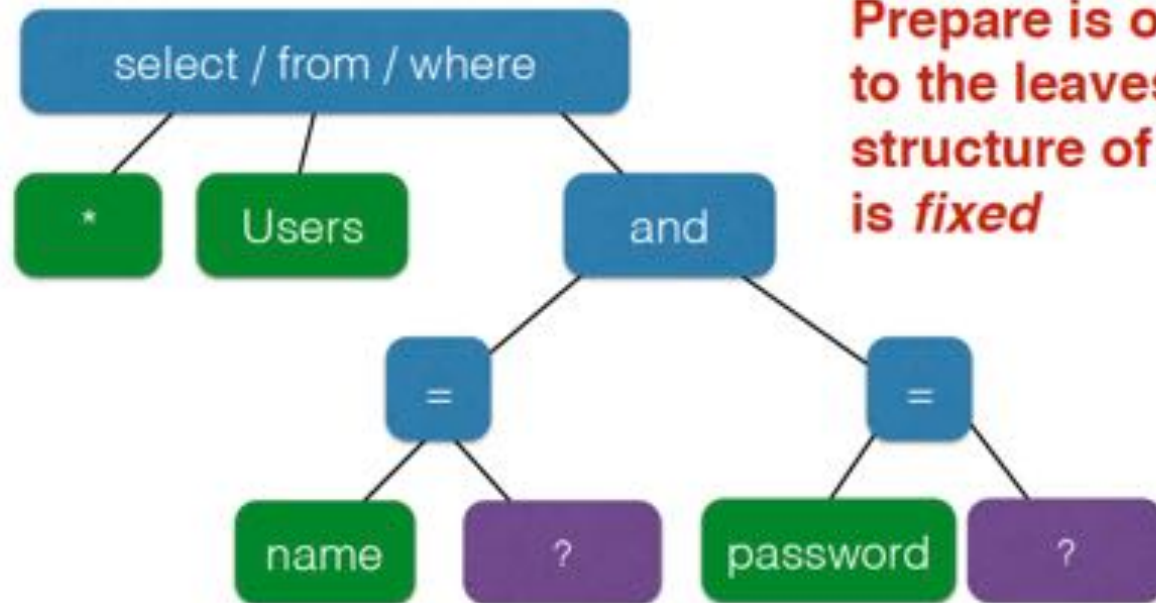 select / from / where
Prepare is
to the leaves
structure of
is fixed
*
Users
and
=
=
name
?
password
?